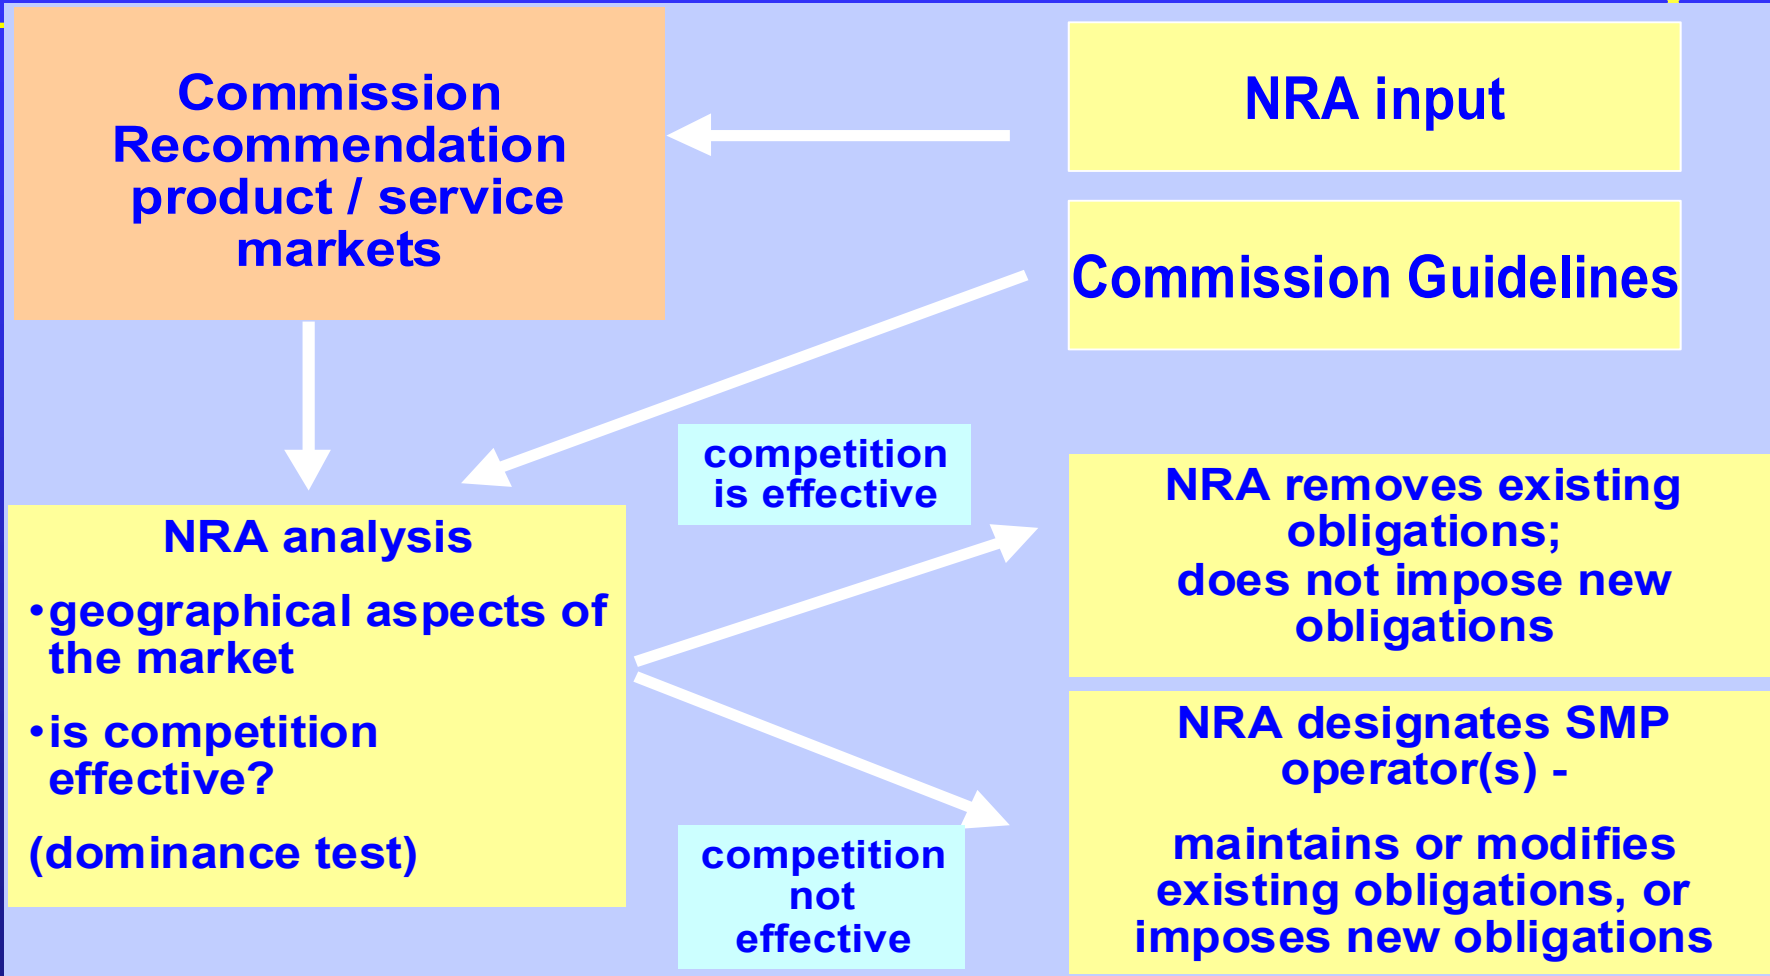 Commission
Recommendation
product / service
markets
NRA input
Commission Guidelines
competition
is effective
NRA analysis
•geographical aspects of
the market
•is competition
effective?
(dominance test)
NRA removes existing
obligations;
does not impose new
obligations
competition
not
effective
NRA designates SMP
operator(s) -
maintains or modifies
existing obligations, or
imposes new obligations